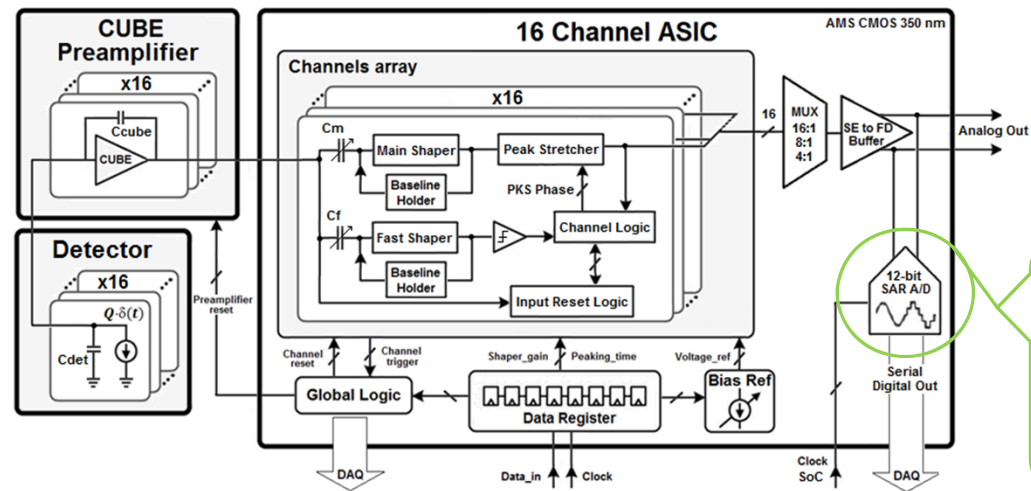 CUBE
Preamplifier
x16
Ccube
CUBE
Detector
x16
Q·δ(t)
Cdet
Preamplifier
reset
AMS CMOS 350 nm
16 Channel ASIC
Channels array
x16
Cm
Main Shaper
Peak Stretcher
Baseline
Holder
PKS Phase
Cf
Fast Shaper
Channel Logic
Baseline
Holder
Input Reset Logic
16
MUX
16:1
8:1
4:1
SE to FD
Buffer
Analog Out
12-bit
SAR A/D
Serial
Digital Out
Channel
reset
Channel
trigger
Shaper_gain
Peaking_time
Voltage_ref
Global Logic
Data Register
Bias Ref
DAQ
Data_in
Clock
Clock
SoC
DAQ